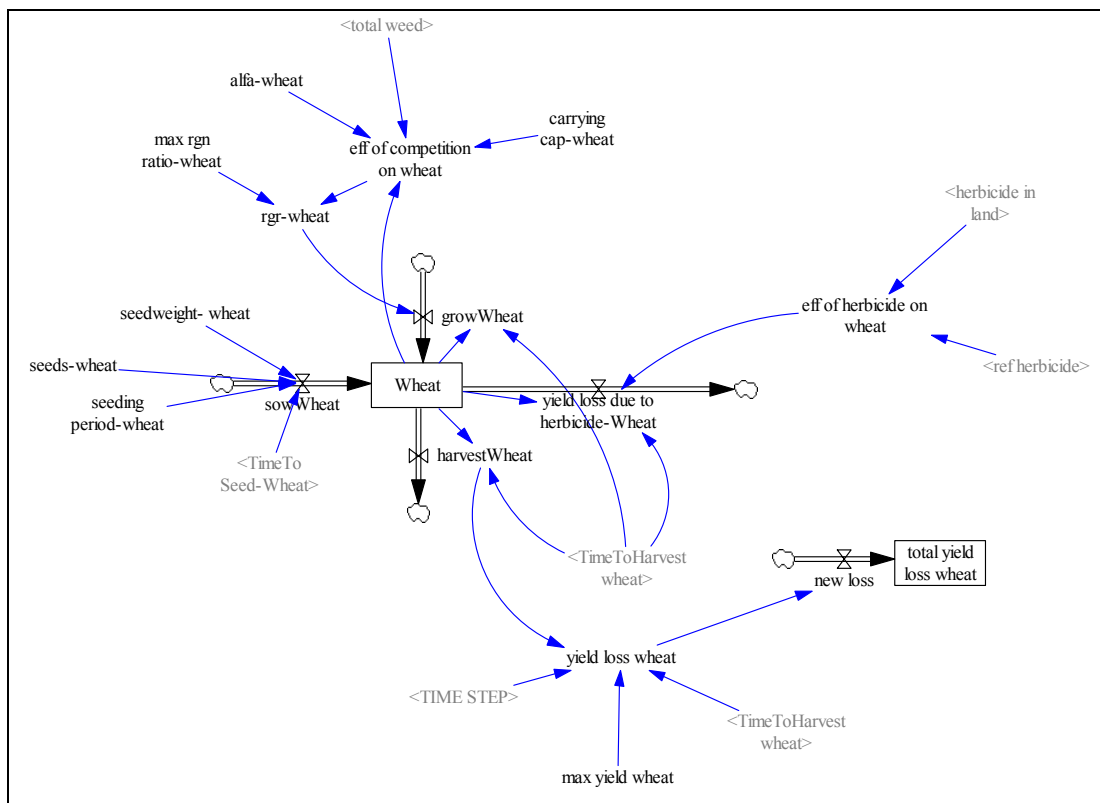 <total weed>
alfa-wheat
carrying
cap-wheat
max rgn
ratio-wheat
eff of competition
on wheat
rgr-wheat
<herbicide in
land>
eff of herbicide on
wheat
<ref herbicide>
growWheat
seedweight- wheat
seeds-wheat
seeding
period-wheat
sowWheat
Wheat
yield loss due to
herbicide-Wheat
<TimeTo
Seed-Wheat>
harvestWheat
<TimeToHarvest
wheat>
total yield
loss wheat
new loss
yield loss wheat
<TIME STEP>
<TimeToHarvest
wheat>
max yield wheat